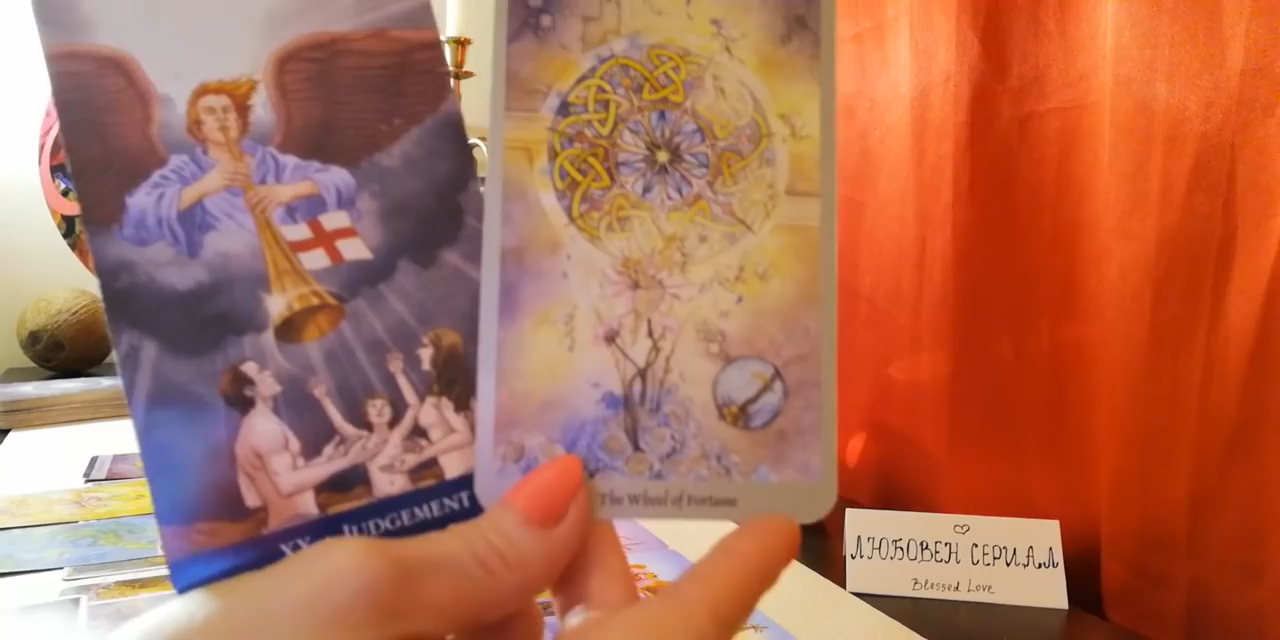 XX · JUDGEMENT
The Wheel of Fortune
ЛЮБОВЕН СЕРИАЛ
Blessed Love